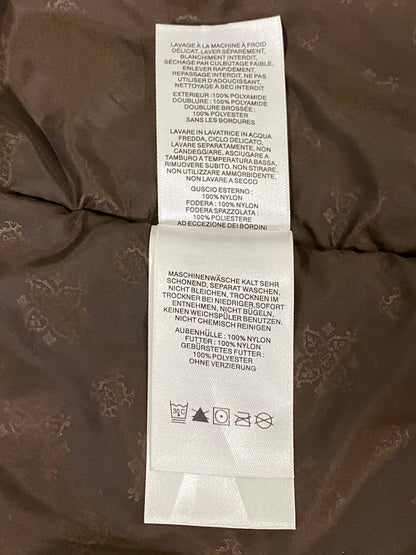 LAVAGE À LA MACHINE À FROID
DÉLICAT, LAVER SÉPARÉMENT,
BLANCHIMENT INTERDIT,
SÉCHAGE PAR CULBUTAGE FAIBLE,
ENLEVER RAPIDEMENT,
REPASSAGE INTERDIT, NE PAS
UTILISER D'ADOUCISSANT,
NETTOYAGE À SEC INTERDIT
EXTERIEUR : 100% POLYAMIDE
DOUBLURE : 100% POLYAMIDE
DOUBLURE BROSSÉE :
100% POLYESTER
SANS LES BORDURES
LAVARE IN LAVATRICE IN ACQUA
FREDDA, CICLO DELICATO,
LAVARE SEPARATAMENTE, NON
CANDEGGIARE, ASCIUGARE A
TAMBURO A TEMPERATURA BASSA,
RIMUOVERE SUBITO, NON STIRARE,
NON UTILIZZARE AMMORBIDENTE,
NON LAVARE A SECCO
GUSCIO ESTERNO :
100% NYLON
FODERA : 100% NYLON
FODERA SPAZZOLATA :
100% POLIESTERE
AD ECCEZIONE DEI BORDINI
MASCHINENWÄSCHE KALT SEHR
SCHONEND, SEPARAT WASCHEN,
NICHT BLEICHEN, TROCKNEN IM
TROCKNER BEI NIEDRIGER,SOFORT
ENTNEHMEN, NICHT BÜGELN,
KEINEN WEICHSPÜLER BENUTZEN,
NICHT CHEMISCH REINIGEN
AUßENHÜLLE : 100% NYLON
FUTTER : 100% NYLON
GEBÜRSTETES FUTTER :
100% POLYESTER
OHNE VERZIERUNG
30 C